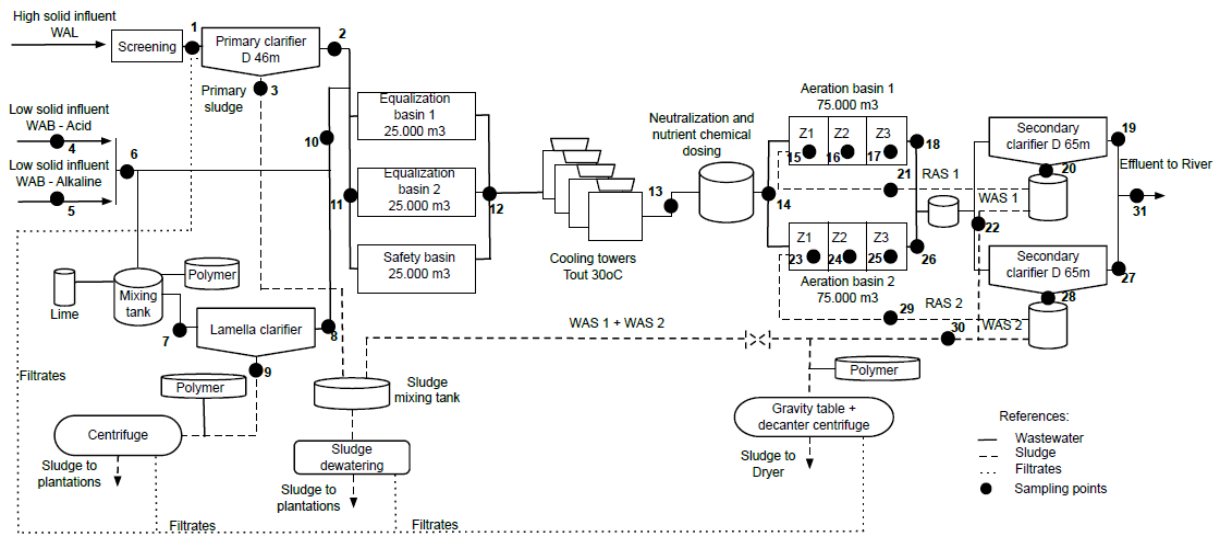 High solid influent
WAL
Screening
1
Primary clarifier
D 46m
2
Primary
sludge
3
Low solid influent
WAB - Acid
4
Low solid influent
WAB - Alkaline
5
6
10
11
Equalization
basin 1
25.000 m3
Equalization
basin 2
25.000 m3
Safety basin
25.000 m3
12
Cooling towers
Tout 30oC
13
Neutralization and
nutrient chemical
dosing
14
Aeration basin 1
75.000 m3
Z1
Z2
Z3
15
16
17
18
21
RAS 1
Z1
Z2
Z3
23
24
25
26
Aeration basin 2
75.000 m3
29
RAS 2
Secondary
clarifier D 65m
19
20
Effluent to River
31
WAS 1
22
Secondary
clarifier D 65m
27
28
WAS 2
30
WAS 1 + WAS 2
Lime
Mixing
tank
Polymer
7
Lamella clarifier
8
9
Filtrates
Polymer
Centrifuge
Sludge to
plantations
Sludge
mixing tank
Sludge
dewatering
Sludge to
plantations
Polymer
Gravity table +
decanter centrifuge
Sludge to
Dryer
Filtrates
Filtrates
References:
Wastewater
Sludge
Filtrates
Sampling points